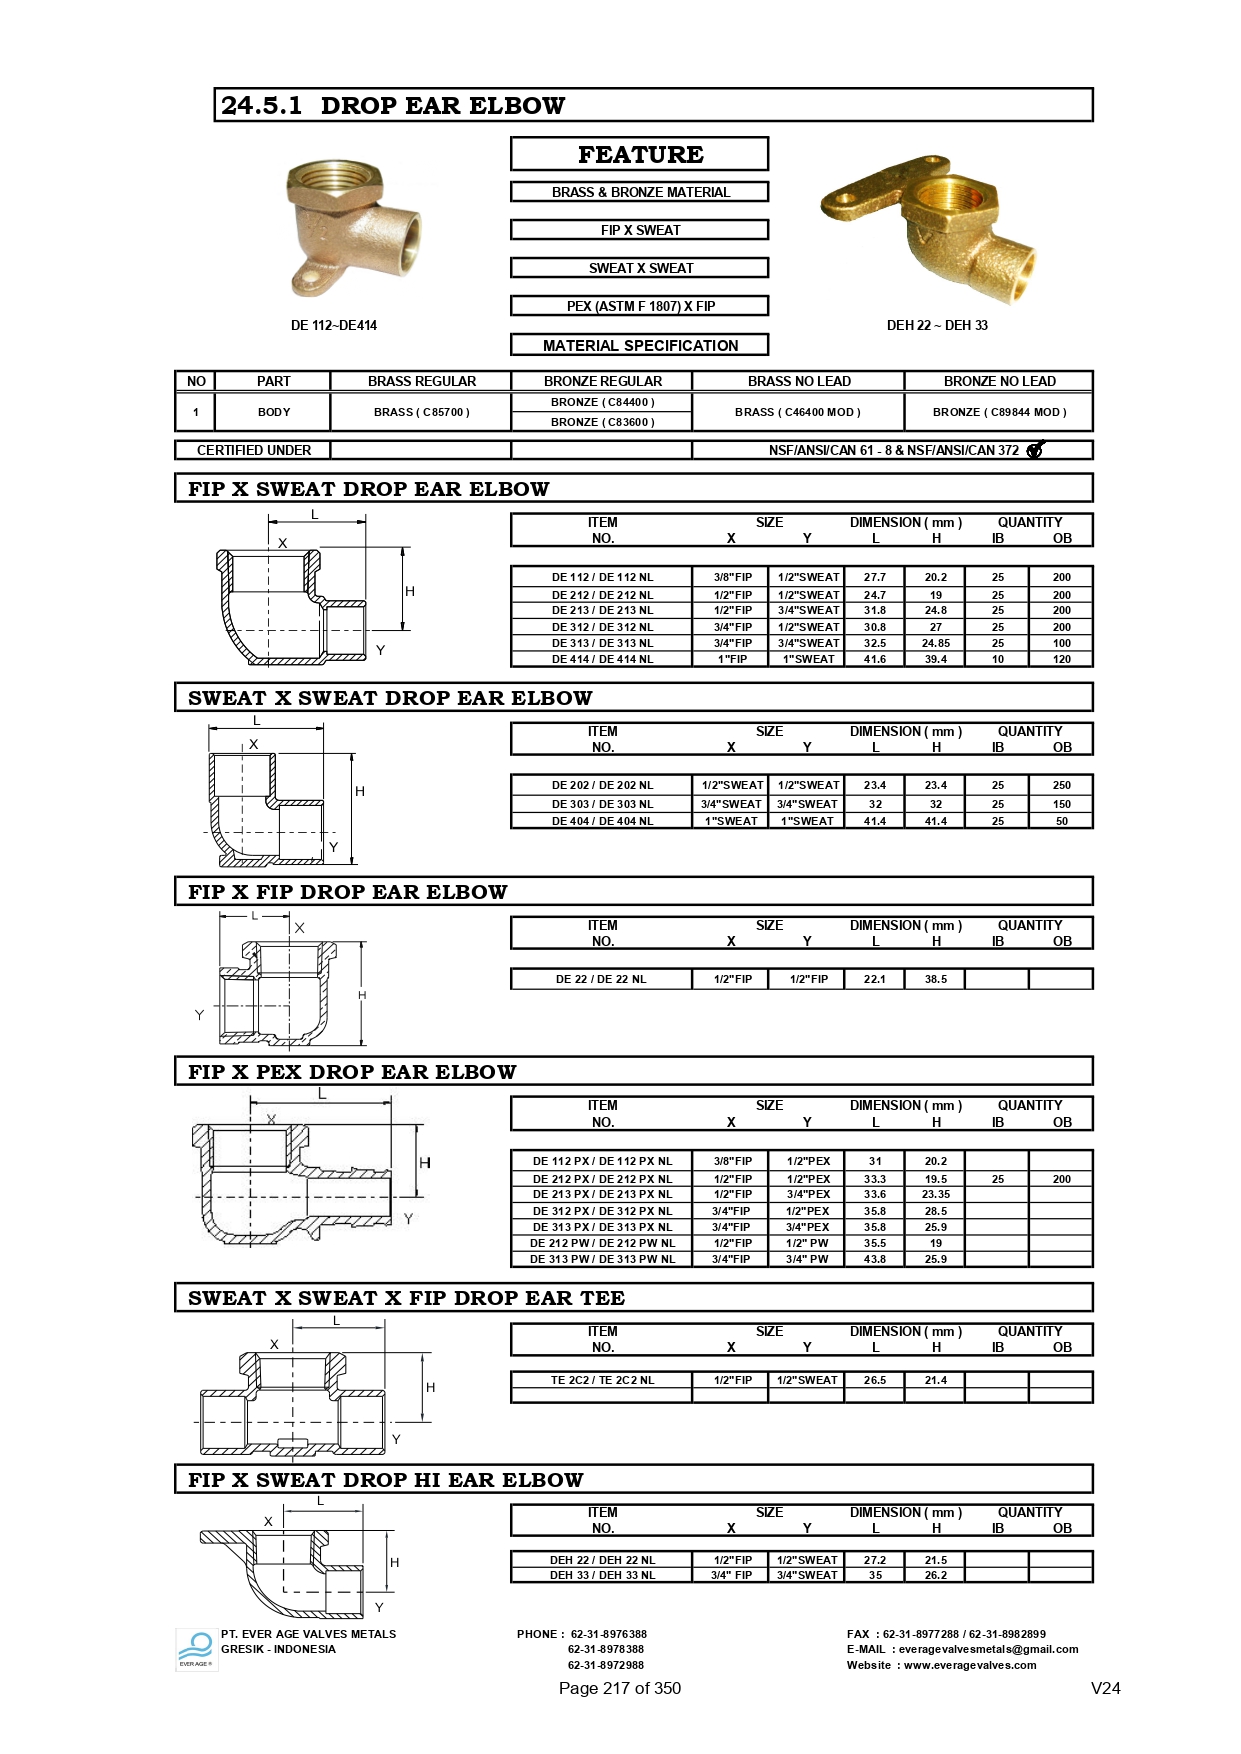 24.5.1 DROP EAR ELBOW
FEATURE
BRASS & BRONZE MATERIAL
FIP X SWEAT
SWEAT X SWEAT
PEX (ASTM F 1807) X FIP
DE 112~DE414
DEH 22 ~ DEH 33
MATERIAL SPECIFICATION
NO PART BRASS REGULAR BRONZE REGULAR BRASS NO LEAD BRONZE NO LEAD
1 BODY BRASS ( C85700 ) BRONZE ( C84400 ) BRASS ( C46400 MOD ) BRONZE ( C89844 MOD )
BRONZE ( C83600 )
CERTIFIED UNDER NSF/ANSI/CAN 61 - 8 & NSF/ANSI/CAN 372
FIP X SWEAT DROP EAR ELBOW
L
X
H
Y
ITEM SIZE DIMENSION ( mm ) QUANTITY
NO. X Y L H IB OB
DE 112 / DE 112 NL 3/8"FIP 1/2"SWEAT 27.7 20.2 25 200
DE 212 / DE 212 NL 1/2"FIP 1/2"SWEAT 24.7 19 25 200
DE 213 / DE 213 NL 1/2"FIP 3/4"SWEAT 31.8 24.8 25 200
DE 312 / DE 312 NL 3/4"FIP 1/2"SWEAT 30.8 27 25 200
DE 313 / DE 313 NL 3/4"FIP 3/4"SWEAT 32.5 24.85 25 100
DE 414 / DE 414 NL 1"FIP 1"SWEAT 41.6 39.4 10 120
SWEAT X SWEAT DROP EAR ELBOW
L
X
H
Y
ITEM SIZE DIMENSION ( mm ) QUANTITY
NO. X Y L H IB OB
DE 202 / DE 202 NL 1/2"SWEAT 1/2"SWEAT 23.4 23.4 25 250
DE 303 / DE 303 NL 3/4"SWEAT 3/4"SWEAT 32 32 25 150
DE 404 / DE 404 NL 1"SWEAT 1"SWEAT 41.4 41.4 25 50
FIP X FIP DROP EAR ELBOW
L
X
H
Y
ITEM SIZE DIMENSION ( mm ) QUANTITY
NO. X Y L H IB OB
DE 22 / DE 22 NL 1/2"FIP 1/2"FIP 22.1 38.5
FIP X PEX DROP EAR ELBOW
L
X
H
Y
ITEM SIZE DIMENSION ( mm ) QUANTITY
NO. X Y L H IB OB
DE 112 PX / DE 112 PX NL 3/8"FIP 1/2"PEX 31 20.2
DE 212 PX / DE 212 PX NL 1/2"FIP 1/2"PEX 33.3 19.5 25 200
DE 213 PX / DE 213 PX NL 1/2"FIP 3/4"PEX 33.6 23.35
DE 312 PX / DE 312 PX NL 3/4"FIP 1/2"PEX 35.8 28.5
DE 313 PX / DE 313 PX NL 3/4"FIP 3/4"PEX 35.8 25.9
DE 212 PW / DE 212 PW NL 1/2"FIP 1/2" PW 35.5 19
DE 313 PW / DE 313 PW NL 3/4"FIP 3/4" PW 43.8 25.9
SWEAT X SWEAT X FIP DROP EAR TEE
L
X
H
Y
ITEM SIZE DIMENSION ( mm ) QUANTITY
NO. X Y L H IB OB
TE 2C2 / TE 2C2 NL 1/2"FIP 1/2"SWEAT 26.5 21.4
FIP X SWEAT DROP HI EAR ELBOW
L
X
H
Y
ITEM SIZE DIMENSION ( mm ) QUANTITY
NO. X Y L H IB OB
DEH 22 / DEH 22 NL 1/2"FIP 1/2"SWEAT 27.2 21.5
DEH 33 / DEH 33 NL 3/4" FIP 3/4"SWEAT 35 26.2
EVER AGE ®
PT. EVER AGE VALVES METALS PHONE : 62-31-8976388 FAX : 62-31-8977288 / 62-31-8982899
GRESIK - INDONESIA 62-31-8978388 E-MAIL : everagevalvesmetals@gmail.com
62-31-8972988 Website : www.everagevalves.com
Page 217 of 350 V24